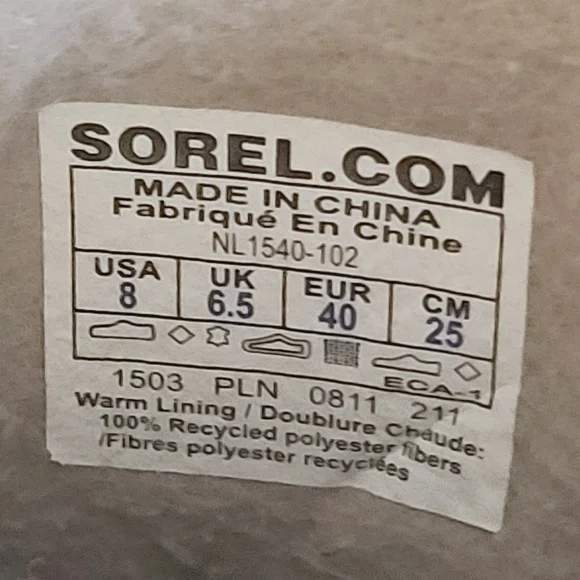 SOREL.COM
MADE IN CHINA
Fabriqué En Chine
NL1540-102
USA UK EUR CM
8 6.5 40 25
ECA-1
1503 PLN 0811 211
Warm Lining / Doublure Chaude:
100% Recycled polyester fibers
/Fibres polyester recyclées